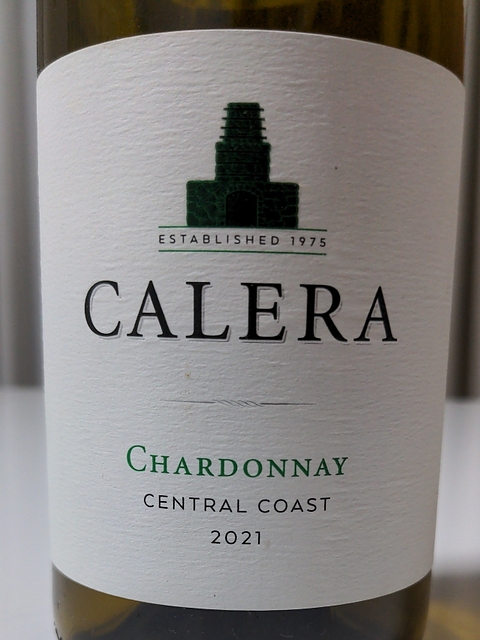 ESTABLISHED 1975
CALERA
CHARDONNAY
CENTRAL COAST
2021